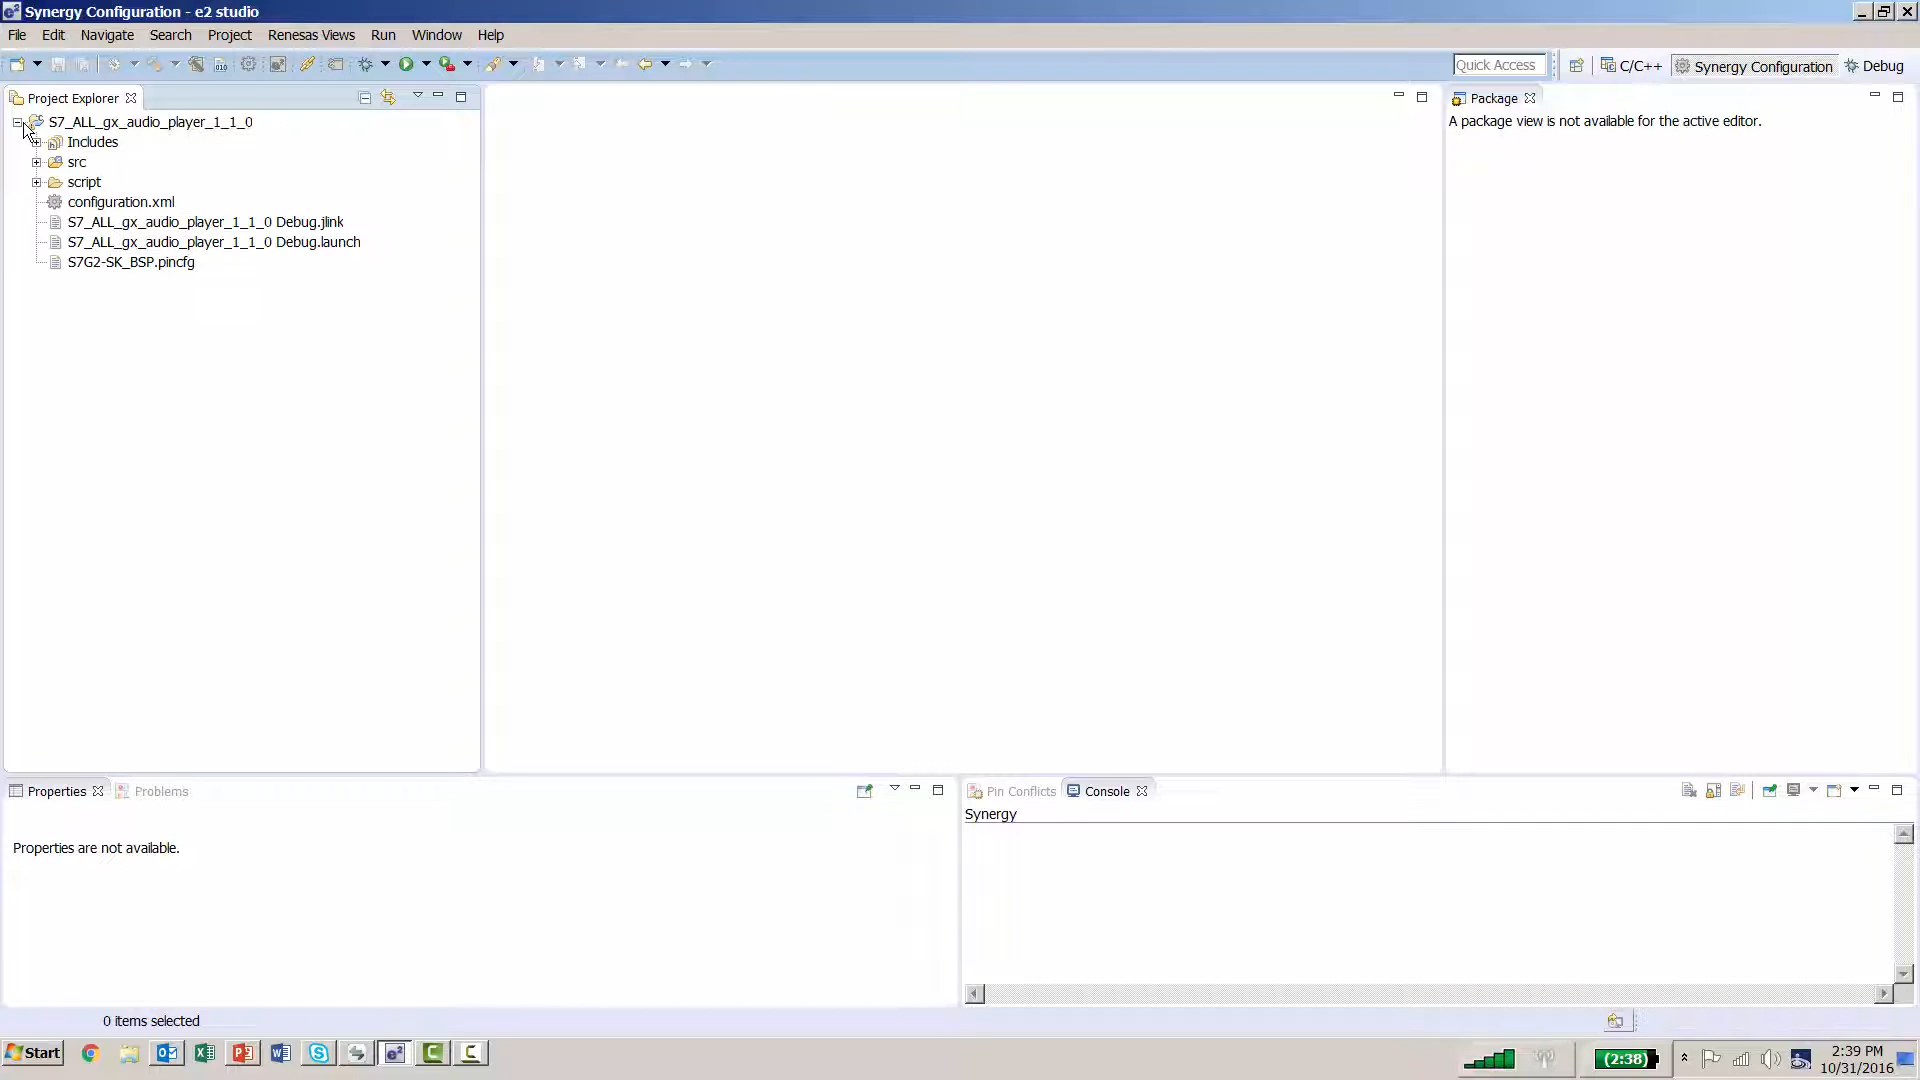 Synergy Configuration - e2 studio
File Edit Navigate Search Project Renesas Views Run Window Help
Quick Access C/C++ Synergy Configuration Debug
Project Explorer
S7_ALL_gx_audio_player_1_1_0
Includes
src
script
configuration.xml
S7_ALL_gx_audio_player_1_1_0 Debug.jlink
S7_ALL_gx_audio_player_1_1_0 Debug.launch
S7G2-SK_BSP.pincfg
Package
A package view is not available for the active editor.
Properties Problems
Properties are not available.
Pin Conflicts Console
Synergy
0 items selected
Start
(2:38)
2:39 PM
10/31/2016